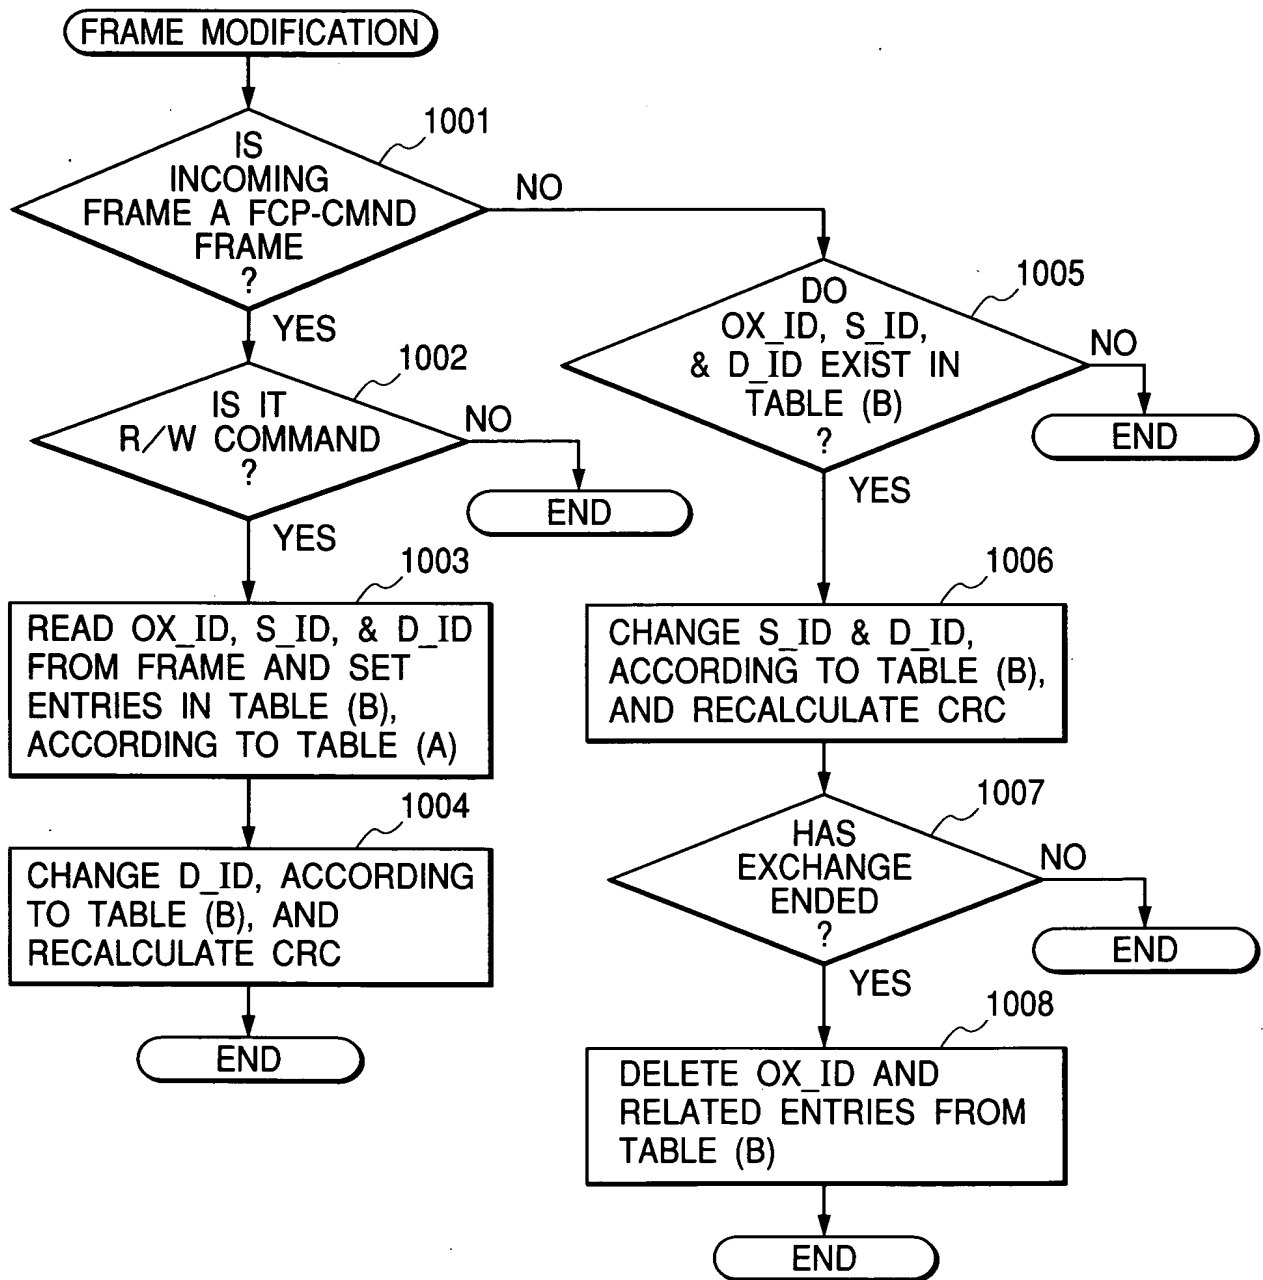 FRAME MODIFICATION
1001
IS
INCOMING
FRAME A FCP-CMND
FRAME
?
NO
YES
1002
IS IT
R/W COMMAND
?
NO
END
YES
1003
READ OX_ID, S_ID, & D_ID
FROM FRAME AND SET
ENTRIES IN TABLE (B),
ACCORDING TO TABLE (A)
1004
CHANGE D_ID, ACCORDING
TO TABLE (B), AND
RECALCULATE CRC
END
1005
DO
OX_ID, S_ID,
& D_ID EXIST IN
TABLE (B)
?
NO
END
YES
1006
CHANGE S_ID & D_ID,
ACCORDING TO TABLE (B),
AND RECALCULATE CRC
1007
HAS
EXCHANGE
ENDED
?
NO
END
YES
1008
DELETE OX_ID AND
RELATED ENTRIES FROM
TABLE (B)
END